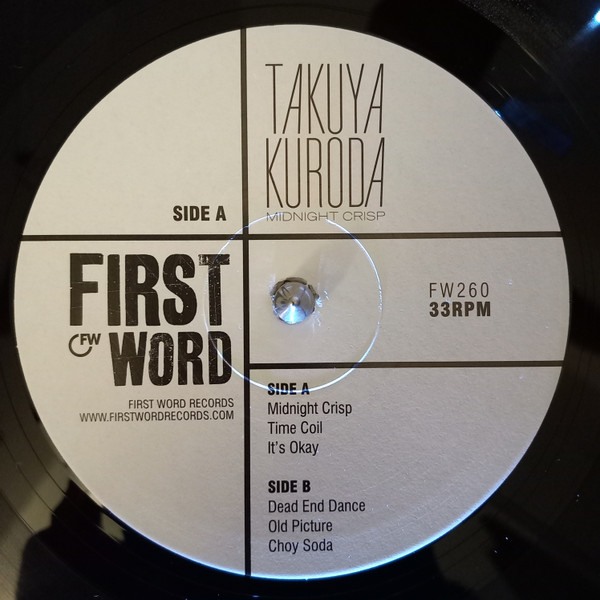 TAKUYA
KURODA
MIDNIGHT CRISP
SIDE A
FIRST
FW WORD
FIRST WORD RECORDS
WWW.FIRSTWORDRECORDS.COM
FW260
33RPM
SIDE A
Midnight Crisp
Time Coil
It's Okay
SIDE B
Dead End Dance
Old Picture
Choy Soda